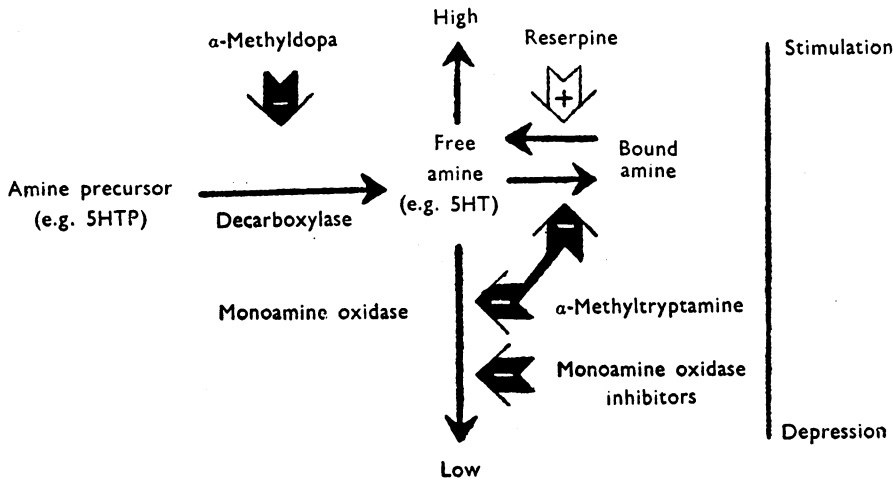 High
α-Methyldopa
Reserpine
Stimulation
−
+
Free
amine
(e.g. 5HT)
Bound
amine
Amine precursor
(e.g. 5HTP)
Decarboxylase
−
Monoamine oxidase
−
α-Methyltryptamine
−
Monoamine oxidase
inhibitors
Depression
Low